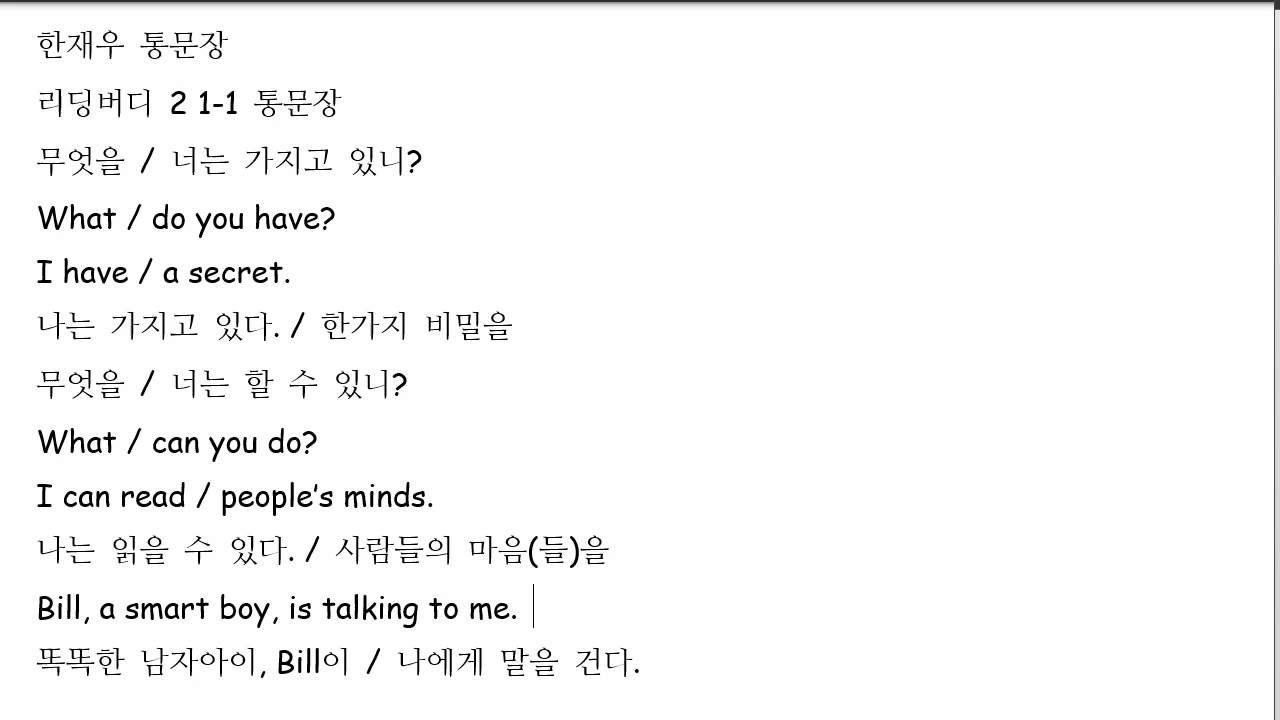 한재우 통문장
리딩버디 2 1-1 통문장
무엇을 / 너는 가지고 있니?
What / do you have?
I have / a secret.
나는 가지고 있다. / 한가지 비밀을
무엇을 / 너는 할 수 있니?
What / can you do?
I can read / people's minds.
나는 읽을 수 있다. / 사람들의 마음(들)을
Bill, a smart boy, is talking to me.
똑똑한 남자아이, Bill이 / 나에게 말을 건다.